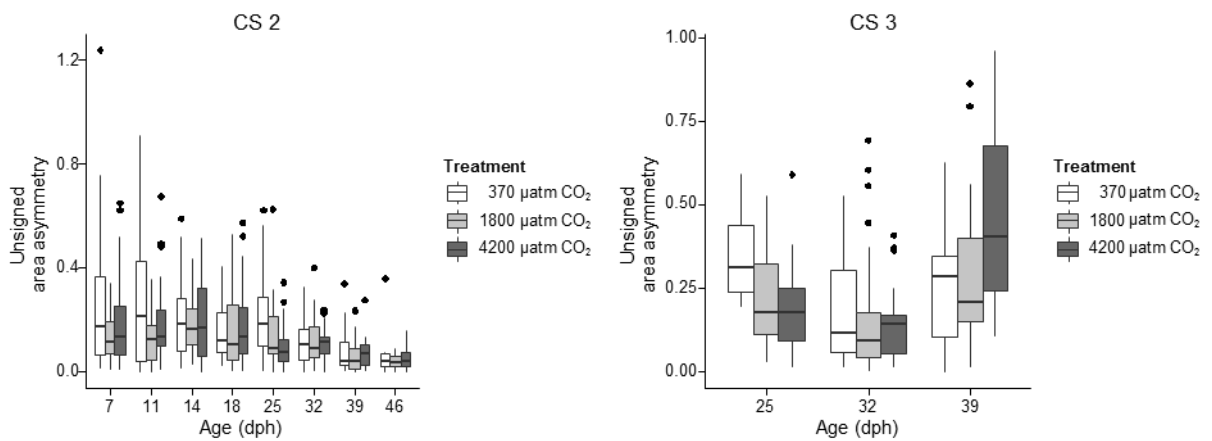 CS 2
Unsigned
area asymmetry
1.2
0.8
0.4
0.0
7 11 14 18 25 32 39 46
Age (dph)
Treatment
370 µatm CO₂
1800 µatm CO₂
4200 µatm CO₂
CS 3
Unsigned
area asymmetry
1.00
0.75
0.50
0.25
0.00
25 32 39
Age (dph)
Treatment
370 µatm CO₂
1800 µatm CO₂
4200 µatm CO₂